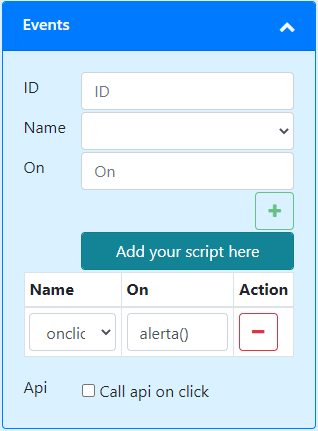 Events
ID ID
Name
On On
+
Add your script here
Name On Action
onclic alerta()
Api Call api on click